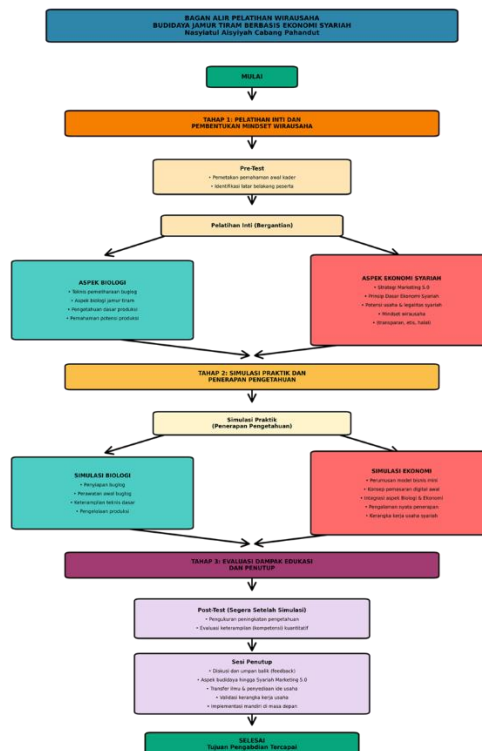 BAGAN ALIR PELATIHAN WIRAUSAHA
BUDIDAYA JAMUR TIRAM BERBASIS EKONOMI SYARIAH
Nasyiatul Aisyiyah Cabang Pahandut
MULAI
TAHAP 1: PELATIHAN INTI DAN
PEMBENTUKAN MINDSET WIRAUSAHA
Pre-Test
• Pemetakan pemahaman awal kader
• Identifikasi latar belakang peserta
Pelatihan Inti (Bergantian)
ASPEK BIOLOGI
• Teknis pemeliharaan buglog
• Aspek biologi jamur tiram
• Pengetahuan dasar produksi
• Pemahaman potensi produksi
ASPEK EKONOMI SYARIAH
• Strategi Marketing 5.0
• Prinsip Dasar Ekonomi Syariah
• Potensi usaha & legalitas syariah
• Mindset wirausaha
• (transparan, etis, halal)
TAHAP 2: SIMULASI PRAKTIK DAN
PENERAPAN PENGETAHUAN
Simulasi Praktik
(Penerapan Pengetahuan)
SIMULASI BIOLOGI
• Penyiapan buglog
• Perawatan awal buglog
• Keterampilan teknis dasar
• Pengelolaan produksi
SIMULASI EKONOMI
• Perumusan model bisnis mini
• Konsep pemasaran digital awal
• Integrasi aspek Biologi & Ekonomi
• Pengalaman nyata penerapan
• Kerangka kerja usaha syariah
TAHAP 3: EVALUASI DAMPAK EDUKASI
DAN PENUTUP
Post-Test (Segera Setelah Simulasi)
• Pengukuran peningkatan pengetahuan
• Evaluasi keterampilan (kompetensi) kuantitatif
Sesi Penutup
• Diskusi dan umpan balik (feedback)
• Aspek budidaya hingga Syariah Marketing 5.0
• Transfer ilmu & penyediaan ide usaha
• Validasi kerangka kerja usaha
• Implementasi mandiri di masa depan
SELESAI
Tujuan Pengabdian Tercapai